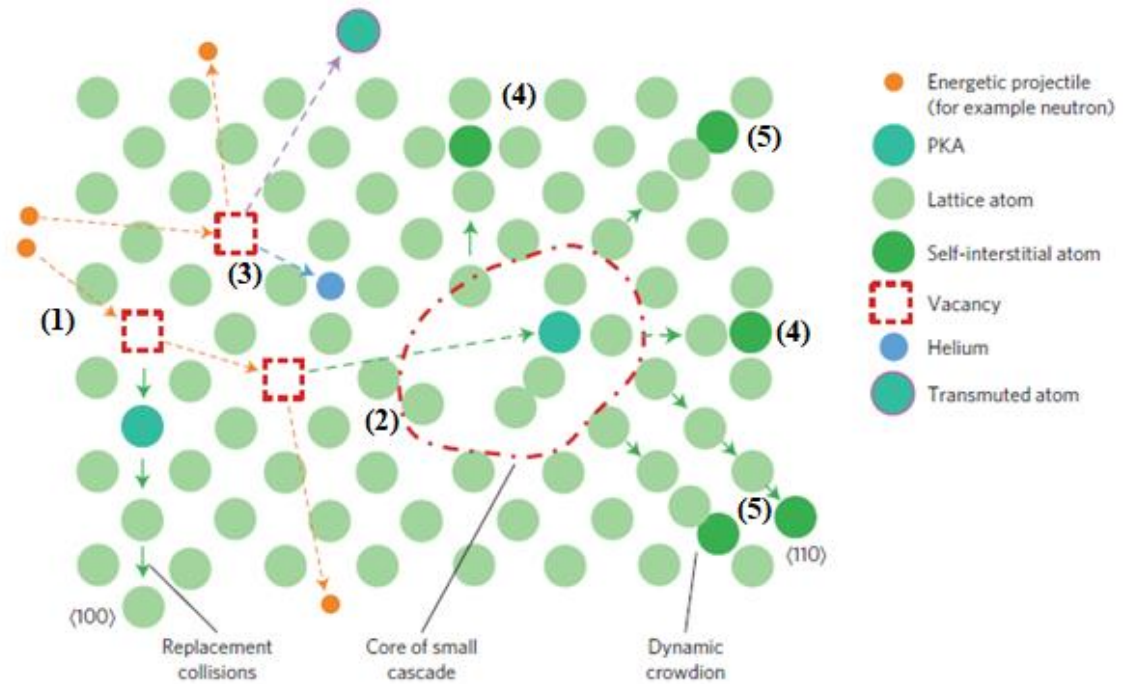 (4)
(5)
(3)
(1)
(4)
(2)
(5)
⟨110⟩
⟨100⟩
Replacement
collisions
Core of small
cascade
Dynamic
crowdion
Energetic projectile
(for example neutron)
PKA
Lattice atom
Self-interstitial atom
Vacancy
Helium
Transmuted atom